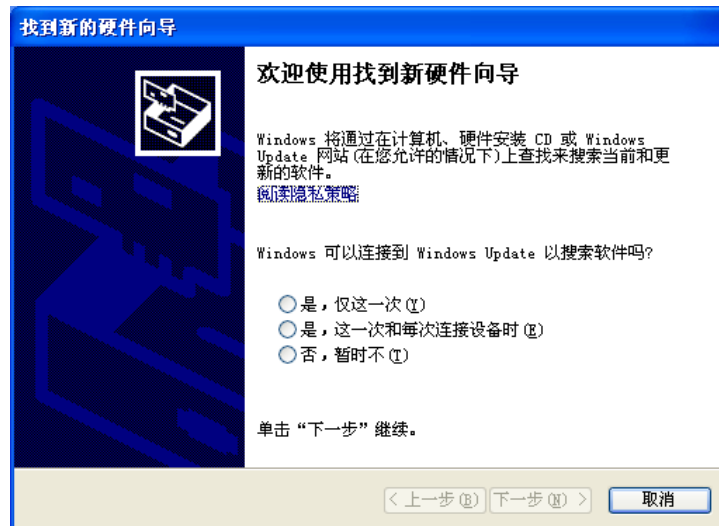 找到新的硬件向导
欢迎使用找到新硬件向导
Windows 将通过在计算机、硬件安装 CD 或 Windows
Update 网站(在您允许的情况下)上查找来搜索当前和更
新的软件。
阅读隐私策略
Windows 可以连接到 Windows Update 以搜索软件吗?
是，仅这一次(Y)
是，这一次和每次连接设备时(E)
否，暂时不(T)
单击“下一步”继续。
< 上一步(B) 下一步(N) > 取消